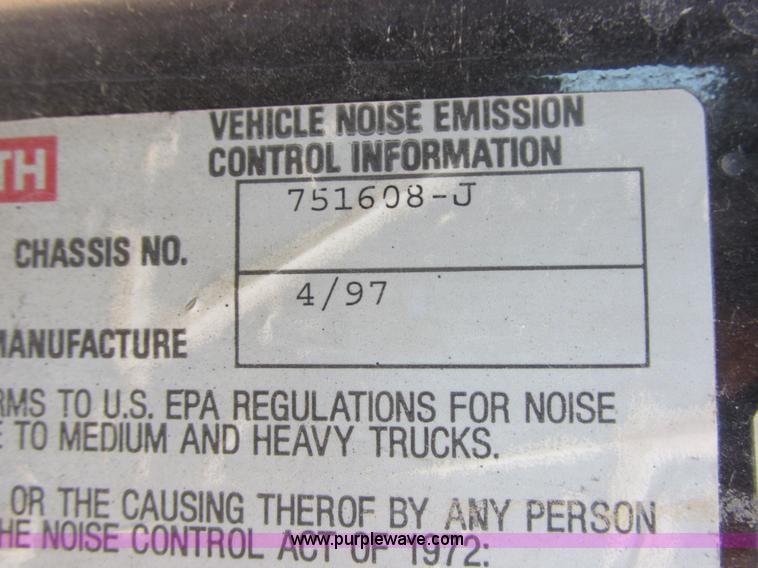 VEHICLE NOISE EMISSION
CONTROL INFORMATION
TH
751608-J
CHASSIS NO.
4/97
MANUFACTURE
RMS TO U.S. EPA REGULATIONS FOR NOISE
E TO MEDIUM AND HEAVY TRUCKS.
OR THE CAUSING THEROF BY ANY PERSON
HE NOISE CONTROL ACT OF 1972:
www.purplewave.com